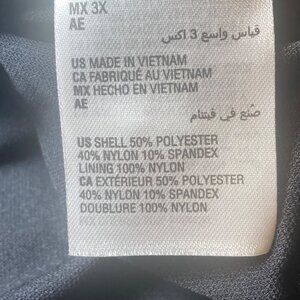 MX 3X
AE
قياس واسع 3 اكس
US MADE IN VIETNAM
CA FABRIQUÉ AU VIETNAM
MX HECHO EN VIETNAM
AE
صُنع في فيتنام
US SHELL 50% POLYESTER
40% NYLON 10% SPANDEX
LINING 100% NYLON
CA EXTÉRIEUR 50% POLYESTER
40% NYLON 10% SPANDEX
DOUBLURE 100% NYLON